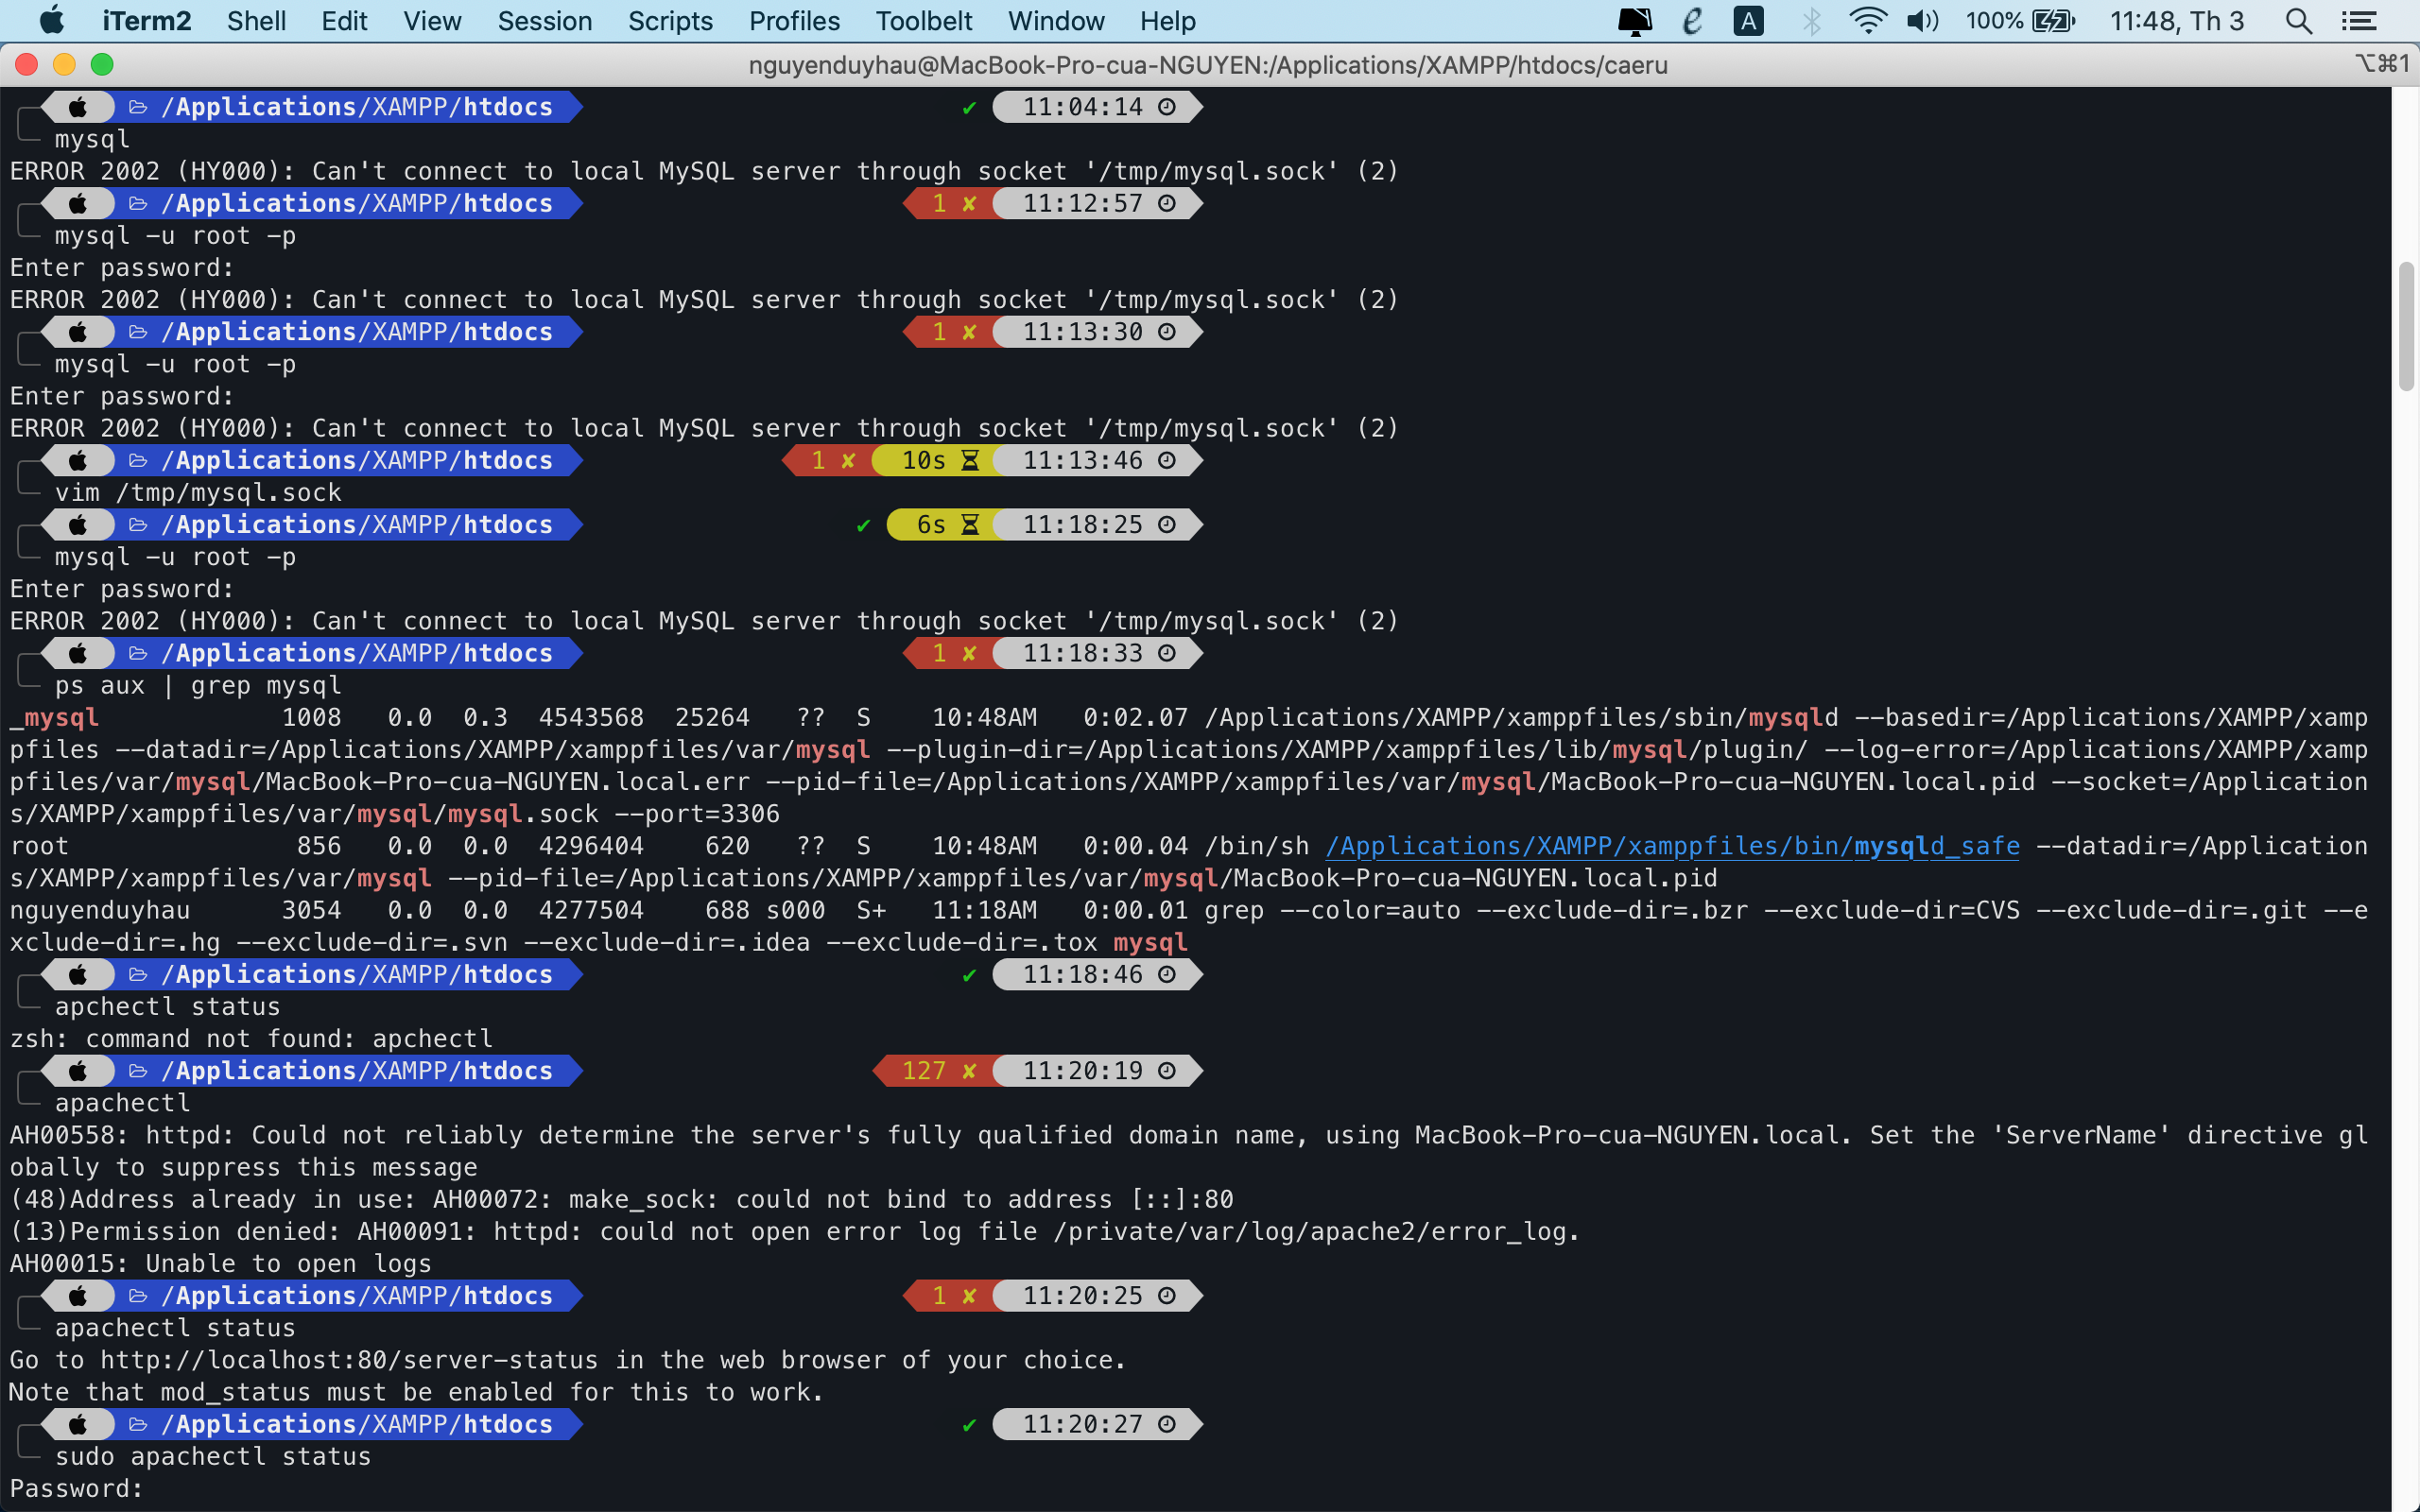 iTerm2 Shell Edit View Session Scripts Profiles Toolbelt Window Help A 100% 11:48, Th 3
nguyenduyhau@MacBook-Pro-cua-NGUYEN:/Applications/XAMPP/htdocs/caeru ⌥⌘1
/Applications/XAMPP/htdocs ✔ 11:04:14
mysql
ERROR 2002 (HY000): Can't connect to local MySQL server through socket '/tmp/mysql.sock' (2)
/Applications/XAMPP/htdocs 1 ✘ 11:12:57
mysql -u root -p
Enter password:
ERROR 2002 (HY000): Can't connect to local MySQL server through socket '/tmp/mysql.sock' (2)
/Applications/XAMPP/htdocs 1 ✘ 11:13:30
mysql -u root -p
Enter password:
ERROR 2002 (HY000): Can't connect to local MySQL server through socket '/tmp/mysql.sock' (2)
/Applications/XAMPP/htdocs 1 ✘ 10s 11:13:46
vim /tmp/mysql.sock
/Applications/XAMPP/htdocs ✔ 6s 11:18:25
mysql -u root -p
Enter password:
ERROR 2002 (HY000): Can't connect to local MySQL server through socket '/tmp/mysql.sock' (2)
/Applications/XAMPP/htdocs 1 ✘ 11:18:33
ps aux | grep mysql
_mysql 1008 0.0 0.3 4543568 25264 ?? S 10:48AM 0:02.07 /Applications/XAMPP/xamppfiles/sbin/mysqld --basedir=/Applications/XAMPP/xamp
pfiles --datadir=/Applications/XAMPP/xamppfiles/var/mysql --plugin-dir=/Applications/XAMPP/xamppfiles/lib/mysql/plugin/ --log-error=/Applications/XAMPP/xamp
pfiles/var/mysql/MacBook-Pro-cua-NGUYEN.local.err --pid-file=/Applications/XAMPP/xamppfiles/var/mysql/MacBook-Pro-cua-NGUYEN.local.pid --socket=/Application
s/XAMPP/xamppfiles/var/mysql/mysql.sock --port=3306
root 856 0.0 0.0 4296404 620 ?? S 10:48AM 0:00.04 /bin/sh /Applications/XAMPP/xamppfiles/bin/mysqld_safe --datadir=/Application
s/XAMPP/xamppfiles/var/mysql --pid-file=/Applications/XAMPP/xamppfiles/var/mysql/MacBook-Pro-cua-NGUYEN.local.pid
nguyenduyhau 3054 0.0 0.0 4277504 688 s000 S+ 11:18AM 0:00.01 grep --color=auto --exclude-dir=.bzr --exclude-dir=CVS --exclude-dir=.git --e
xclude-dir=.hg --exclude-dir=.svn --exclude-dir=.idea --exclude-dir=.tox mysql
/Applications/XAMPP/htdocs ✔ 11:18:46
apchectl status
zsh: command not found: apchectl
/Applications/XAMPP/htdocs 127 ✘ 11:20:19
apachectl
AH00558: httpd: Could not reliably determine the server's fully qualified domain name, using MacBook-Pro-cua-NGUYEN.local. Set the 'ServerName' directive gl
obally to suppress this message
(48)Address already in use: AH00072: make_sock: could not bind to address [::]:80
(13)Permission denied: AH00091: httpd: could not open error log file /private/var/log/apache2/error_log.
AH00015: Unable to open logs
/Applications/XAMPP/htdocs 1 ✘ 11:20:25
apachectl status
Go to http://localhost:80/server-status in the web browser of your choice.
Note that mod_status must be enabled for this to work.
/Applications/XAMPP/htdocs ✔ 11:20:27
sudo apachectl status
Password: